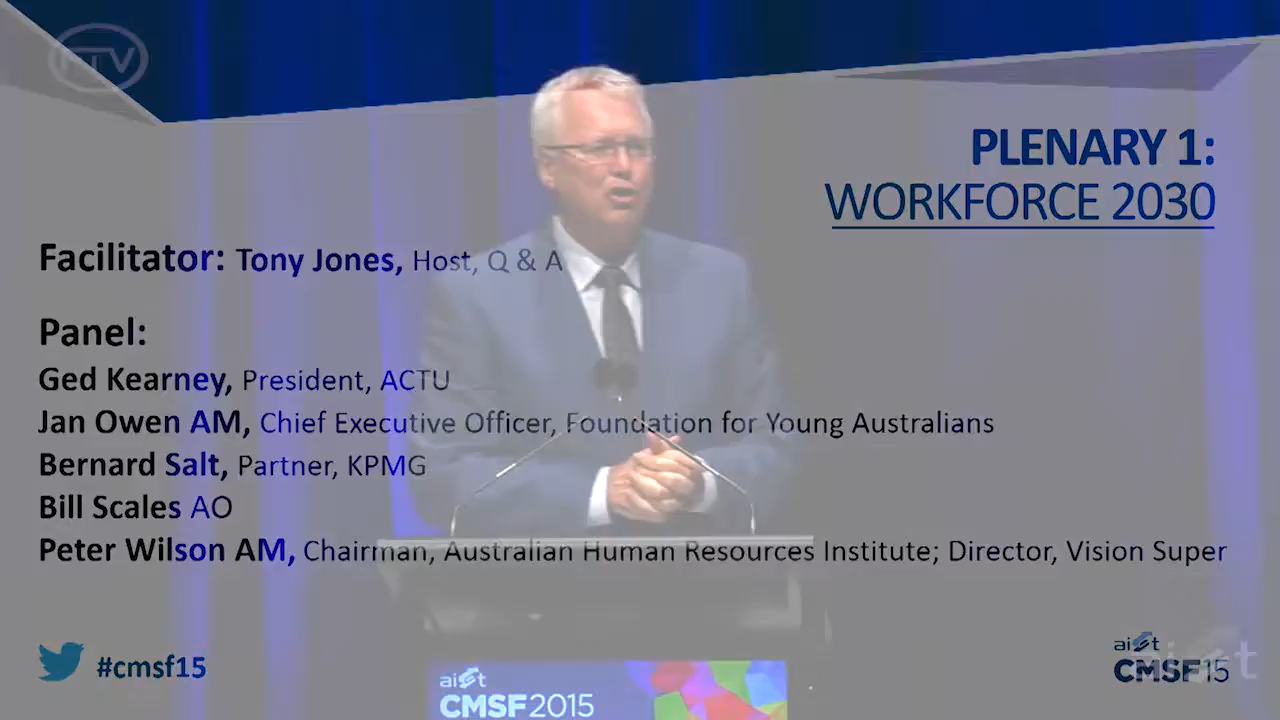 PLENARY 1:
WORKFORCE 2030
Facilitator: Tony Jones, Host, Q & A
Panel:
Ged Kearney, President, ACTU
Jan Owen AM, Chief Executive Officer, Foundation for Young Australians
Bernard Salt, Partner, KPMG
Bill Scales AO
Peter Wilson AM, Chairman, Australian Human Resources Institute; Director, Vision Super
#cmsf15
aist
CMSF15
aist
CMSF2015